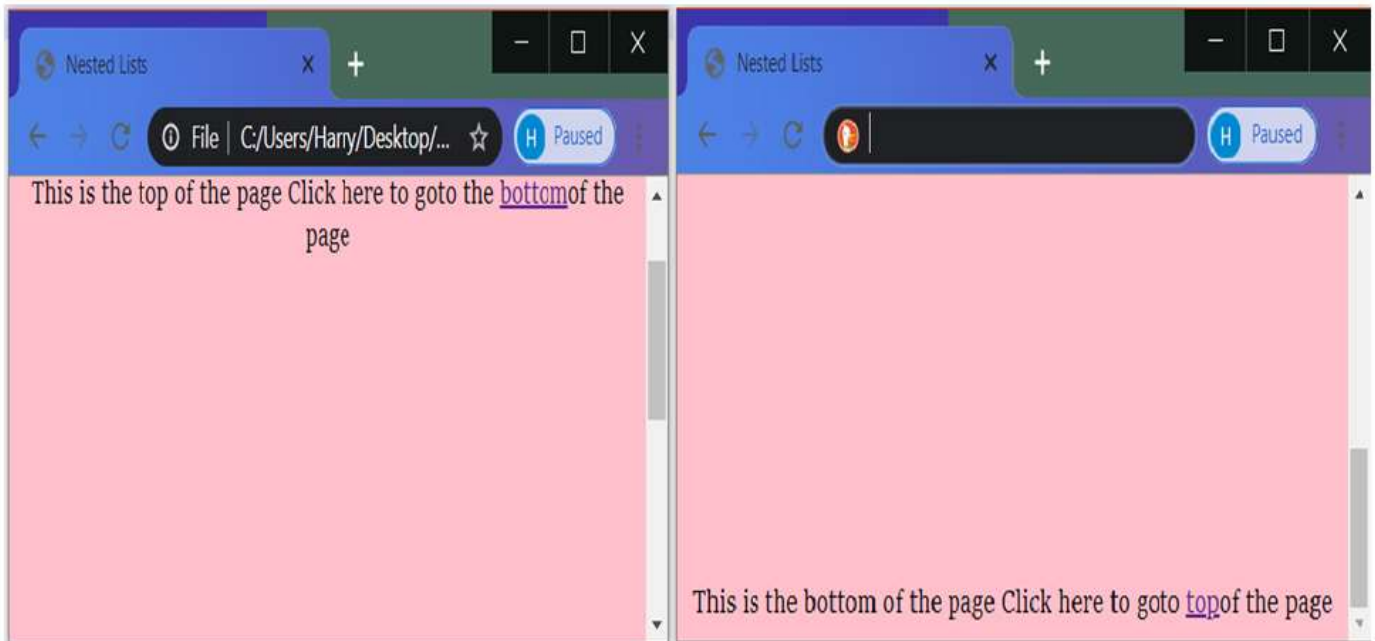 Nested Lists
File | C:/Users/Harry/Desktop/...
H Paused
This is the top of the page Click here to goto the bottomof the
page
Nested Lists
H Paused
This is the bottom of the page Click here to goto topof the page